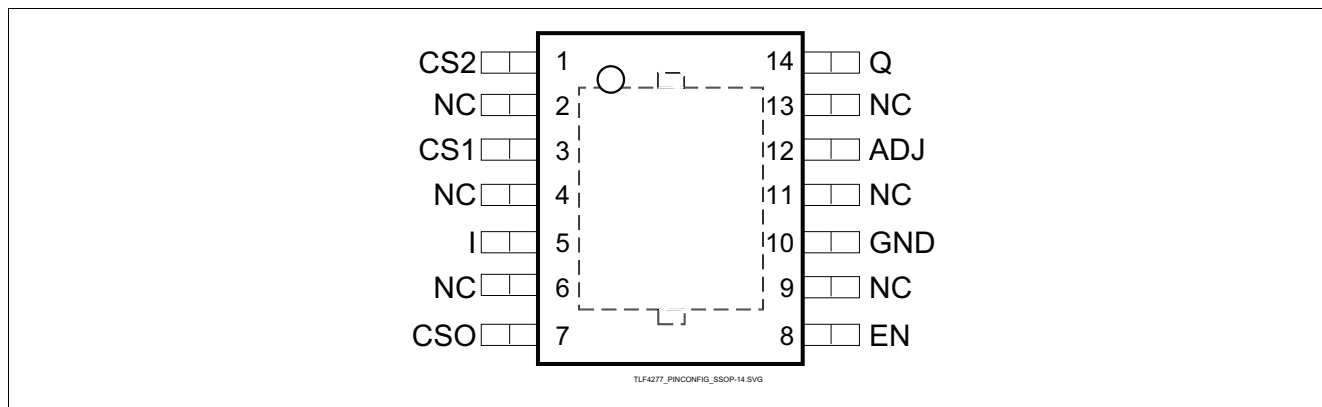 CS2 1 14 Q
NC 2 13 NC
CS1 3 12 ADJ
NC 4 11 NC
I 5 10 GND
NC 6 9 NC
CSO 7 8 EN
TLF4277_PINCONFIG_SSOP-14.SVG